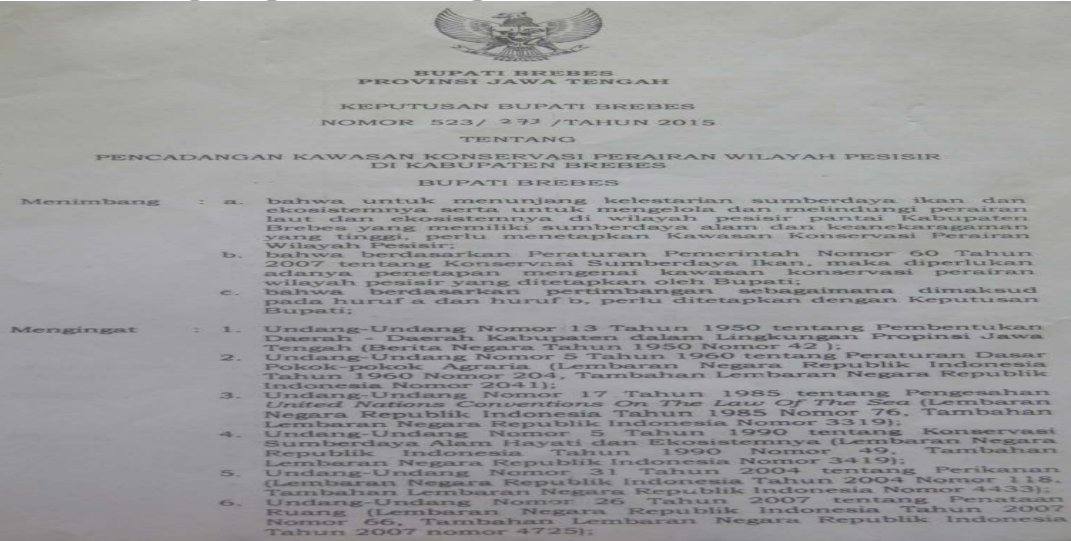 BUPATI BREBES
PROVINSI JAWA TENGAH
KEPUTUSAN BUPATI BREBES
NOMOR 523/ 273 /TAHUN 2015
TENTANG
PENCADANGAN KAWASAN KONSERVASI PERAIRAN WILAYAH PESISIR
DI KABUPATEN BREBES
BUPATI BREBES
Menimbang : a. bahwa untuk menunjang kelestarian sumberdaya ikan dan
ekosistemnya serta untuk mengelola dan melindungi perairan
laut dan ekosistemnya di wilayah pesisir pantai Kabupaten
Brebes yang memiliki sumberdaya alam dan keanekaragaman
yang tinggi, perlu menetapkan Kawasan Konservasi Perairan
Wilayah Pesisir;
b. bahwa berdasarkan Peraturan Pemerintah Nomor 60 Tahun
2007 tentang Konservasi Sumberdaya Ikan, maka diperlukan
adanya penetapan mengenai kawasan konservasi perairan
wilayah pesisir yang ditetapkan oleh Bupati;
c. bahwa berdasarkan pertimbangan sebagaimana dimaksud
pada huruf a dan huruf b, perlu ditetapkan dengan Keputusan
Bupati;
Mengingat : 1. Undang-Undang Nomor 13 Tahun 1950 tentang Pembentukan
Daerah - Daerah Kabupaten dalam Lingkungan Propinsi Jawa
Tengah (Berita Negara Tahun 1950 Nomor 42 );
2. Undang-Undang Nomor 5 Tahun 1960 tentang Peraturan Dasar
Pokok-pokok Agraria (Lembaran Negara Republik Indonesia
Tahun 1960 Nomor 204, Tambahan Lembaran Negara Republik
Indonesia Nomor 2041);
3. Undang-Undang Nomor 17 Tahun 1985 tentang Pengesahan
United Nations Conventions On The Law Of The Sea (Lembaran
Negara Republik Indonesia Tahun 1985 Nomor 76, Tambahan
Lembaran Negara Republik Indonesia Nomor 3319);
4. Undang-Undang Nomor 5 Tahun 1990 tentang Konservasi
Sumberdaya Alam Hayati dan Ekosistemnya (Lembaran Negara
Republik Indonesia Tahun 1990 Nomor 49, Tambahan
Lembaran Negara Republik Indonesia Nomor 3419);
5. Undang-Undang Nomor 31 Tahun 2004 tentang Perikanan
(Lembaran Negara Republik Indonesia Tahun 2004 Nomor 118,
Tambahan Lembaran Negara Republik Indonesia Nomor 4433);
6. Undang-Undang Nomor 26 Tahun 2007 tentang Penataan
Ruang (Lembaran Negara Republik Indonesia Tahun 2007
Nomor 66, Tambahan Lembaran Negara Republik Indonesia
Tahun 2007 nomor 4725);